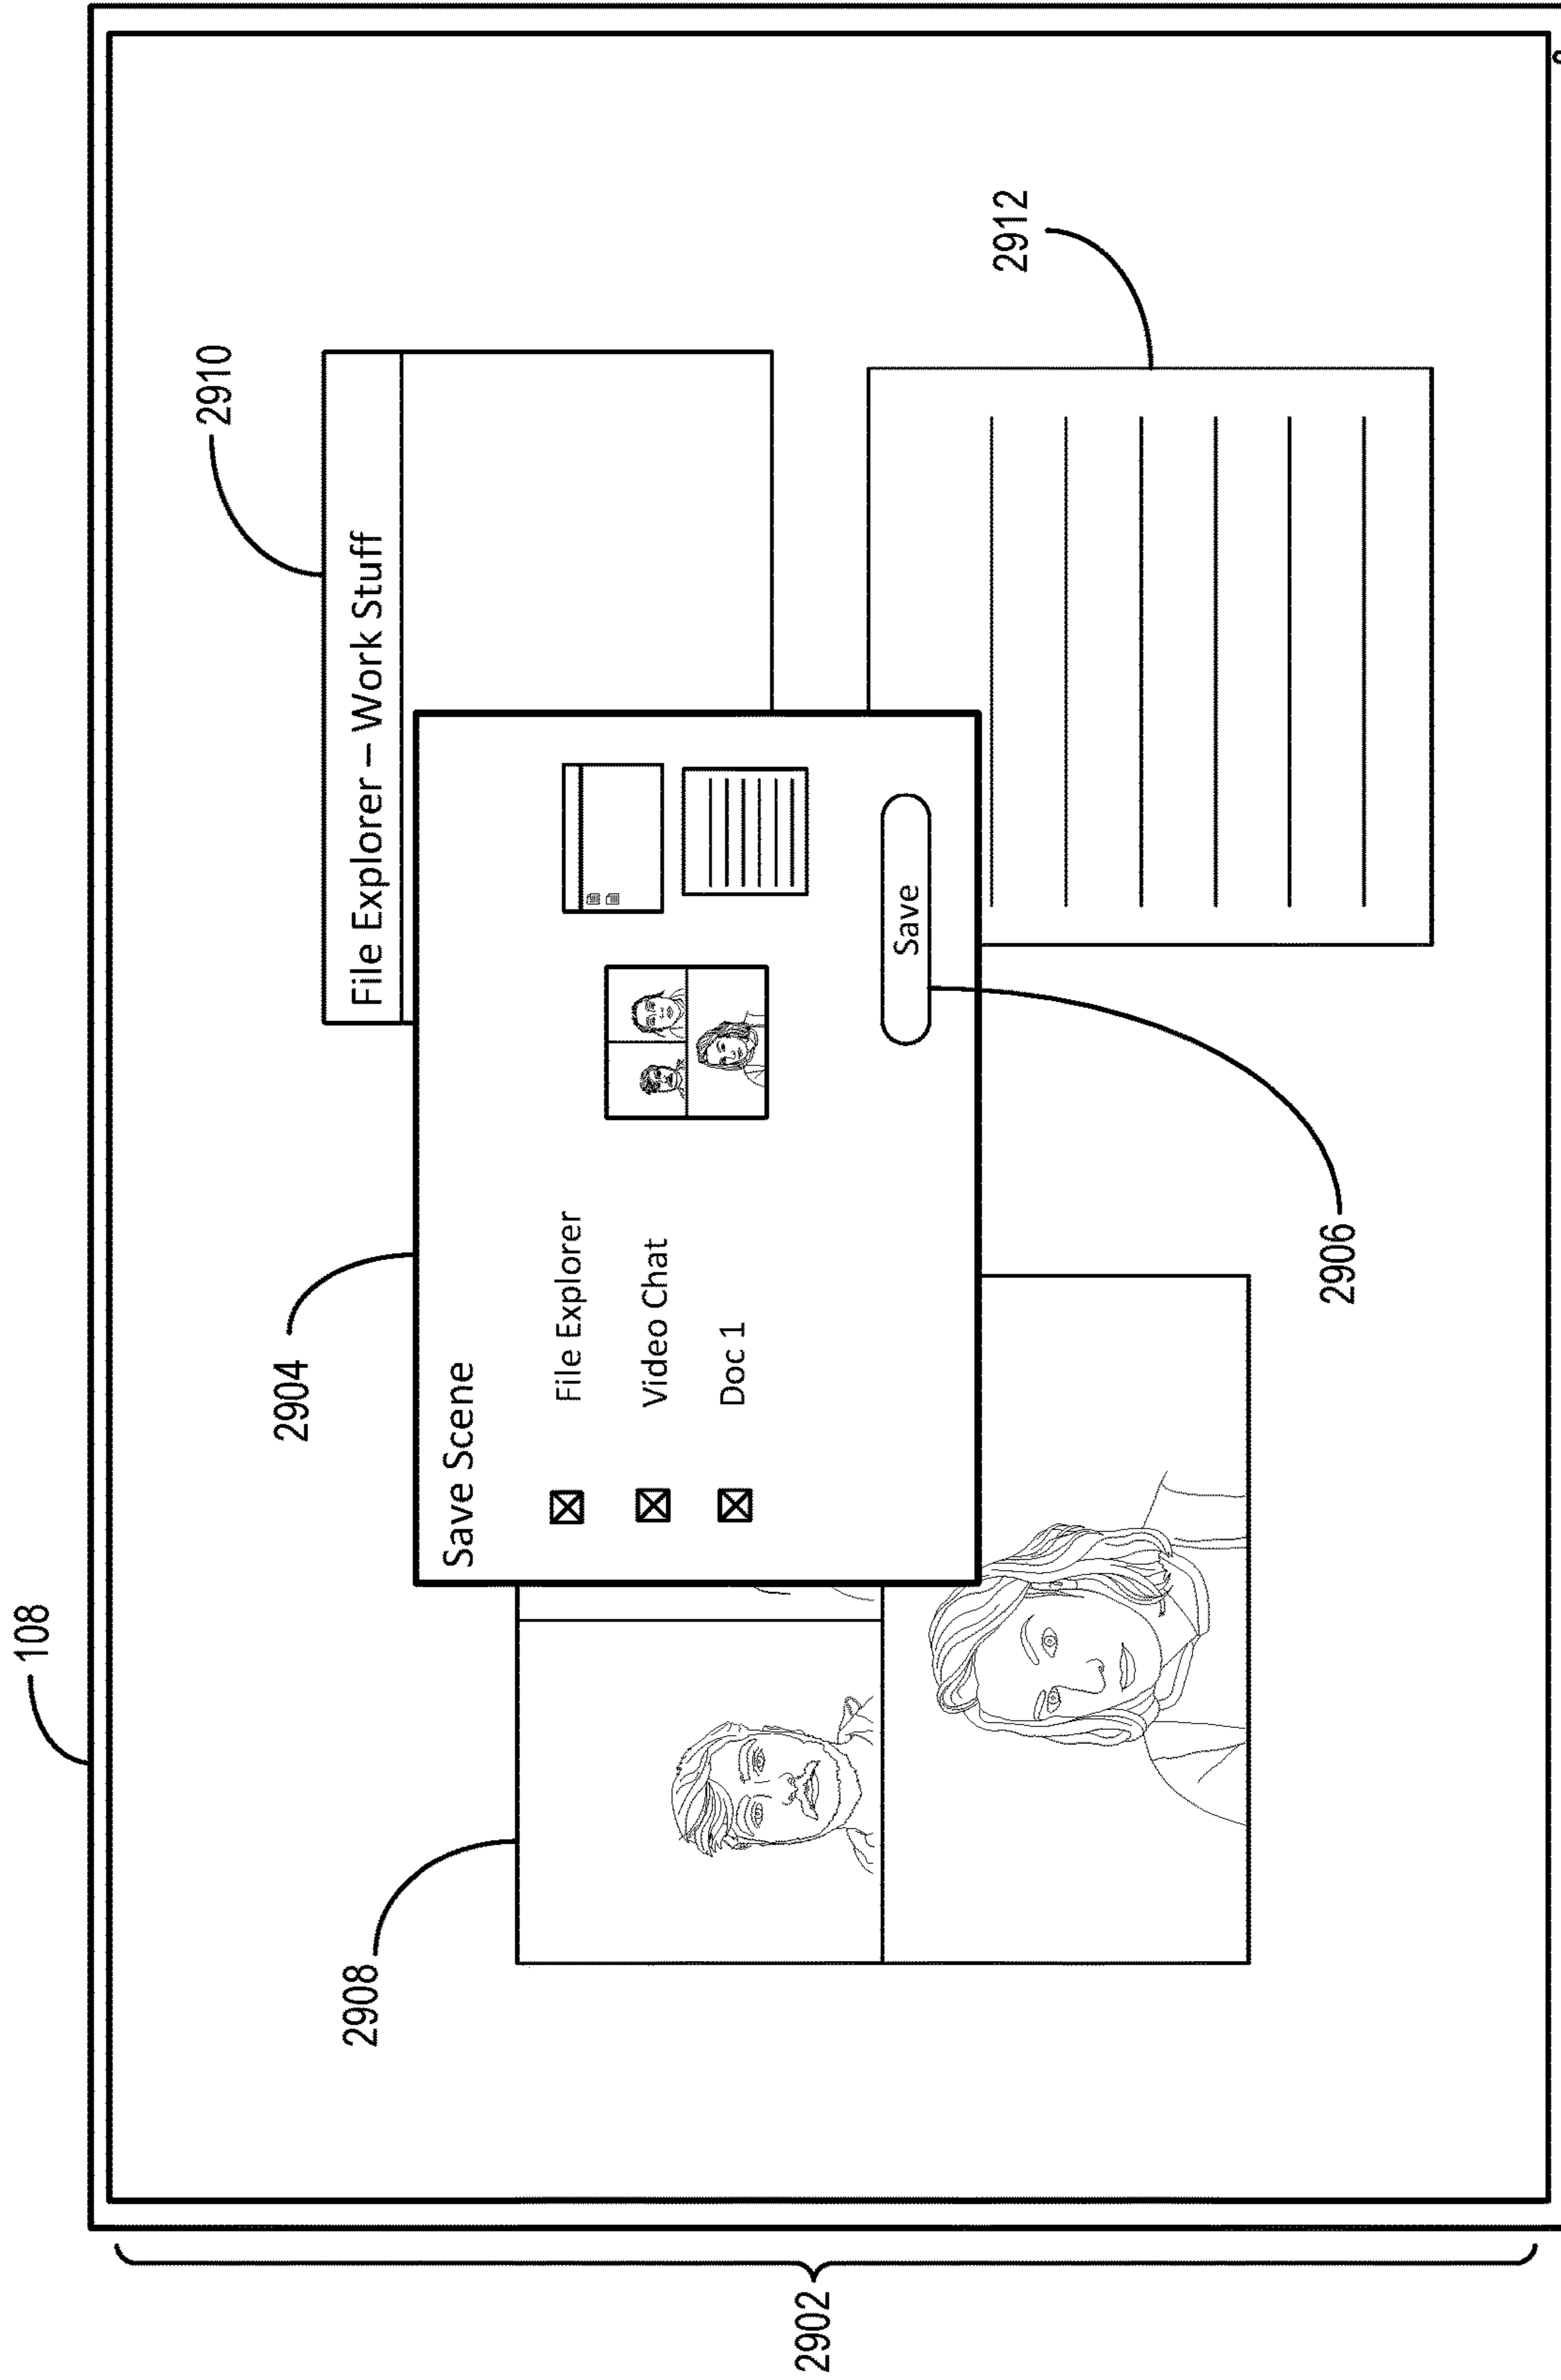 108
2910
File Explorer – Work Stuff
2904
2908
Save Scene
File Explorer
Video Chat
Doc 1
Save
2912
2906
2902